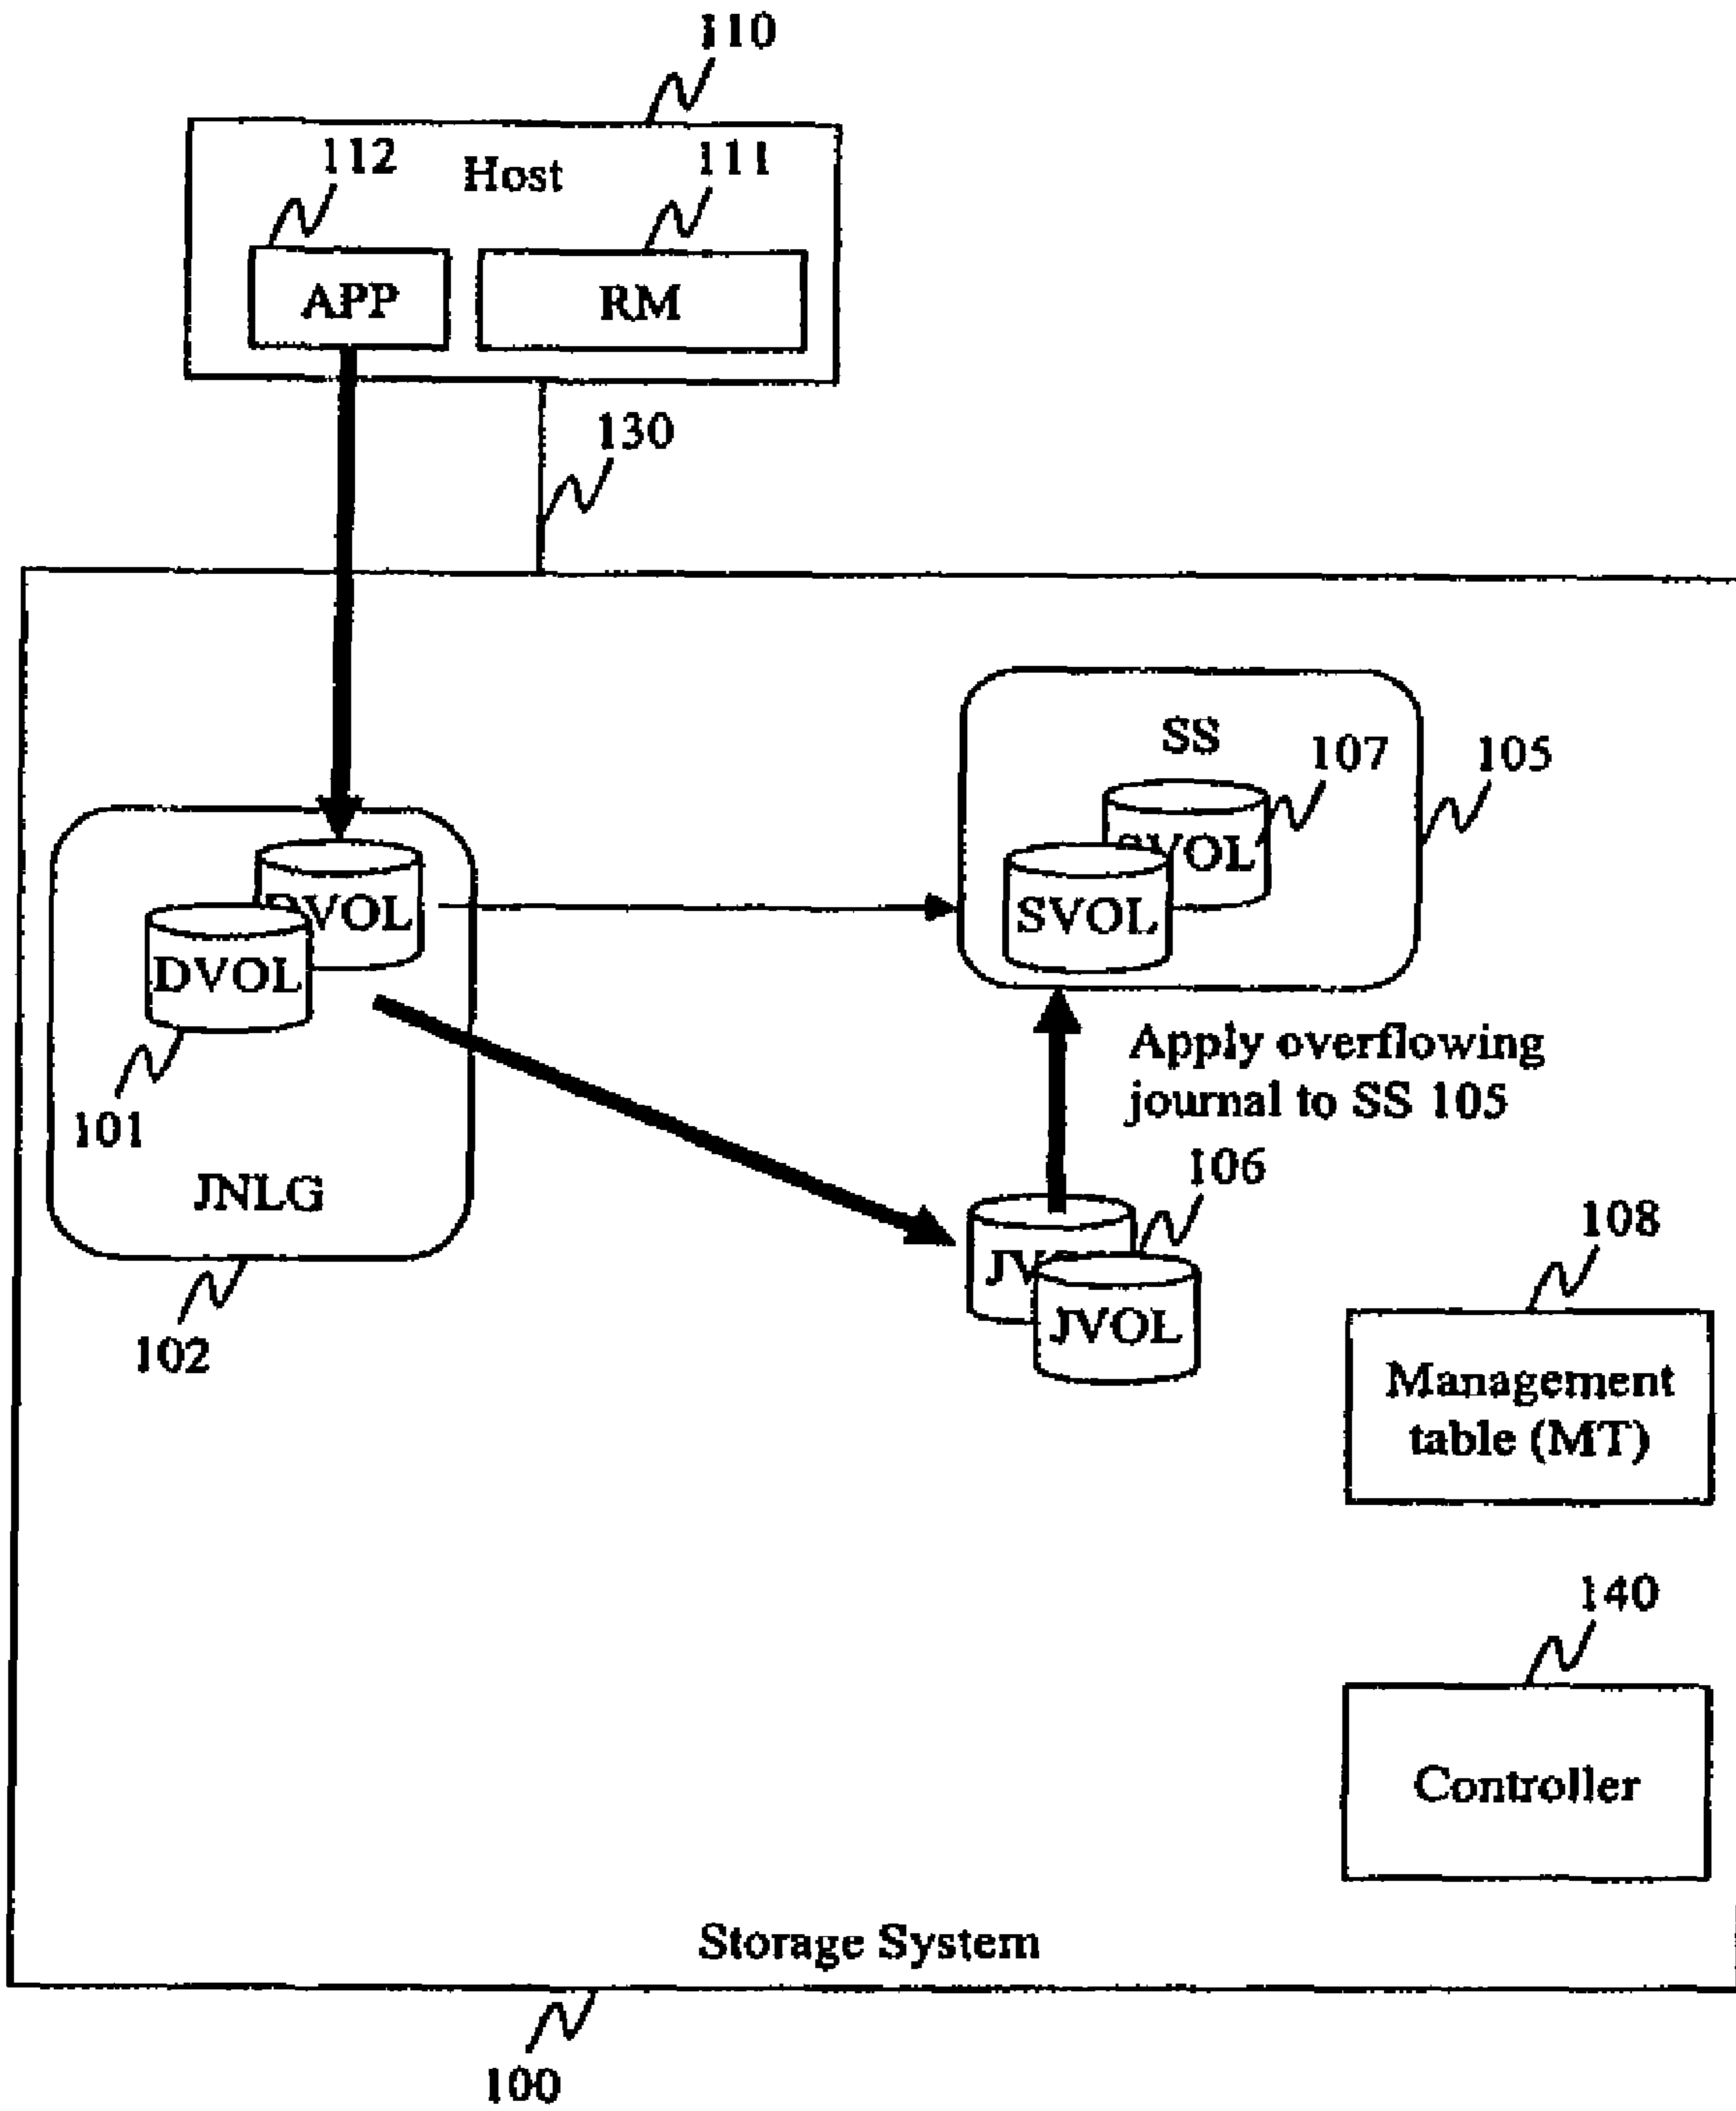 110
112
Host
111
APP
RM
130
SS
107
105
SVOL
DVOL
SVOL
DVOL
Apply overflowing
journal to SS 105
101
106
JNLG
108
102
JVOL
Management
table (MT)
140
Controller
Storage System
100